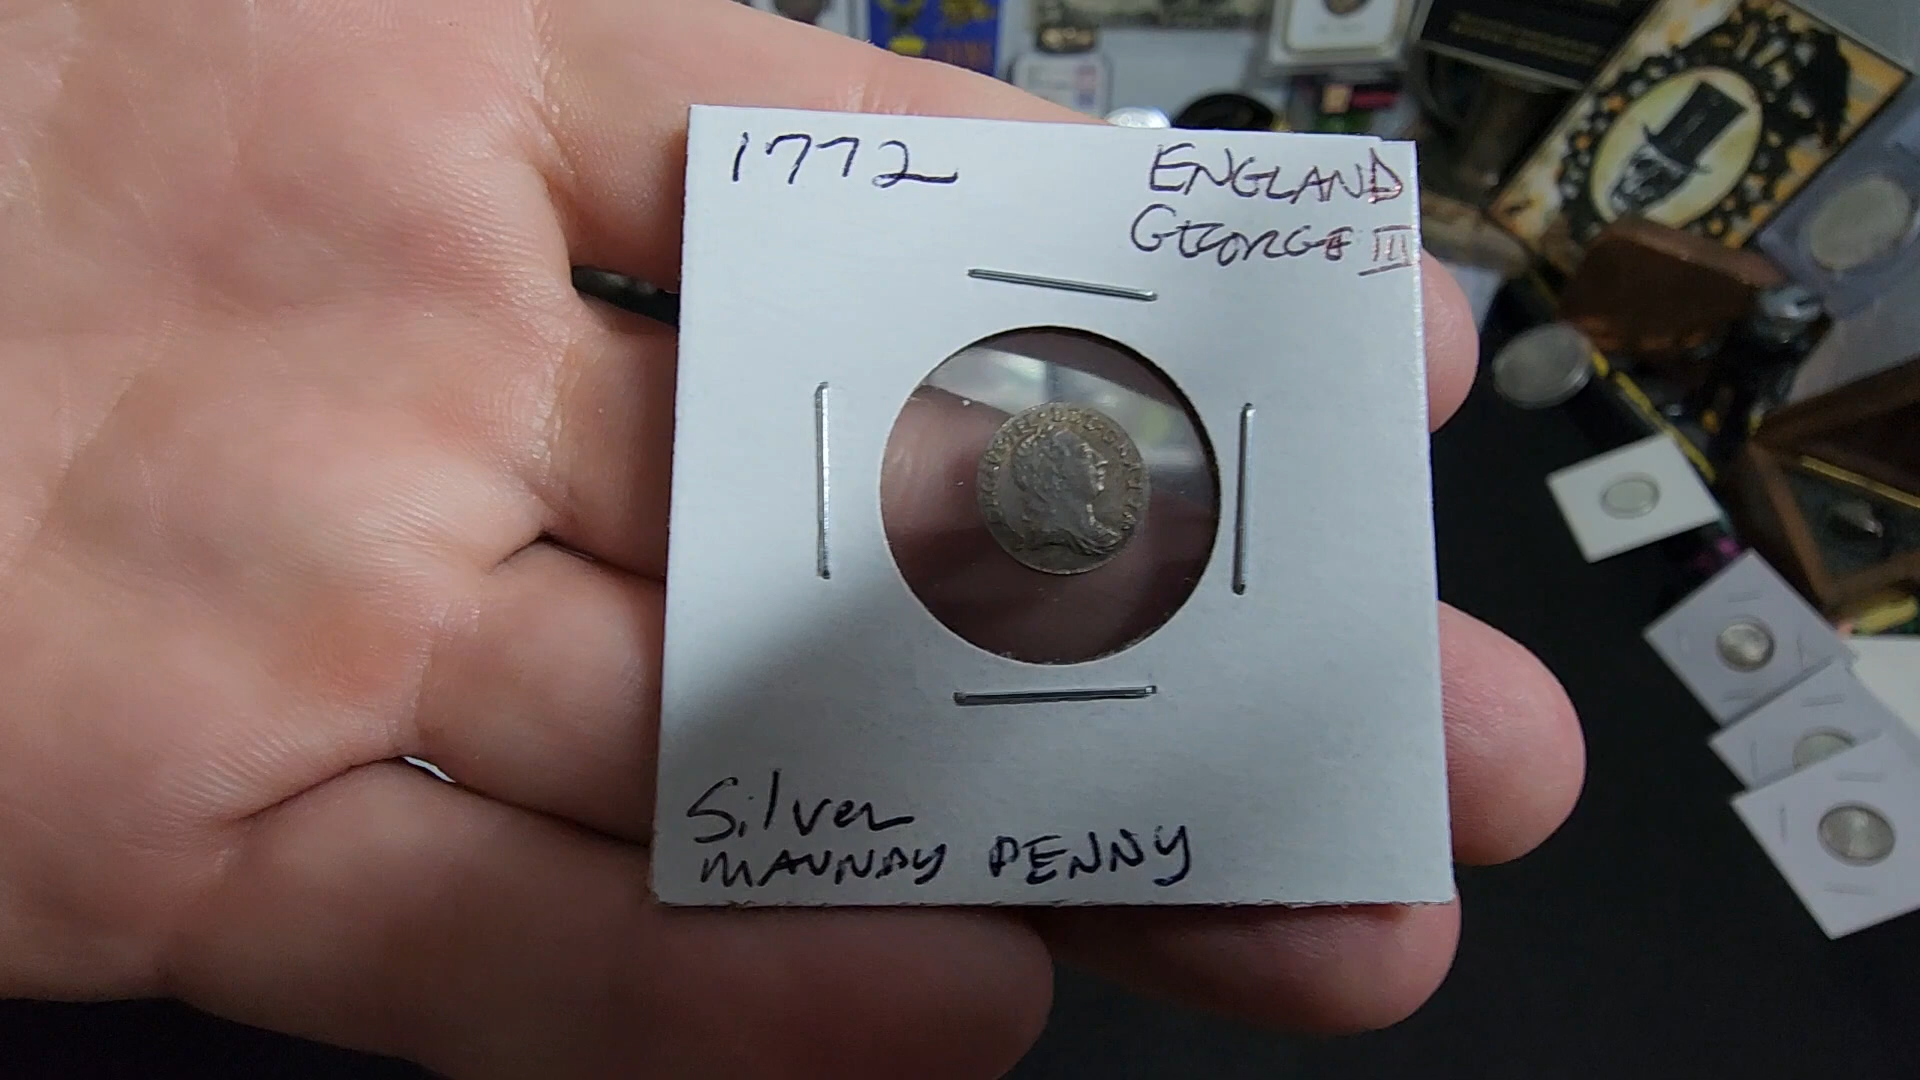 1772
ENGLAND
GEORGE III
Silver
MAUNDY PENNY